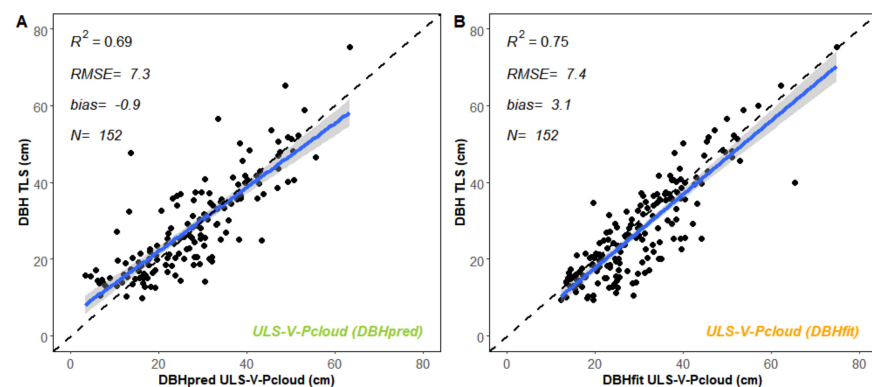 A
R² = 0.69
RMSE= 7.3
bias= -0.9
N= 152
ULS-V-Pcloud (DBHpred)
DBH TLS (cm)
80
60
40
20
0
0 20 40 60 80
DBHpred ULS-V-Pcloud (cm)
B
R² = 0.75
RMSE= 7.4
bias= 3.1
N= 152
ULS-V-Pcloud (DBHfit)
DBH TLS (cm)
80
60
40
20
0
0 20 40 60 80
DBHfit ULS-V-Pcloud (cm)